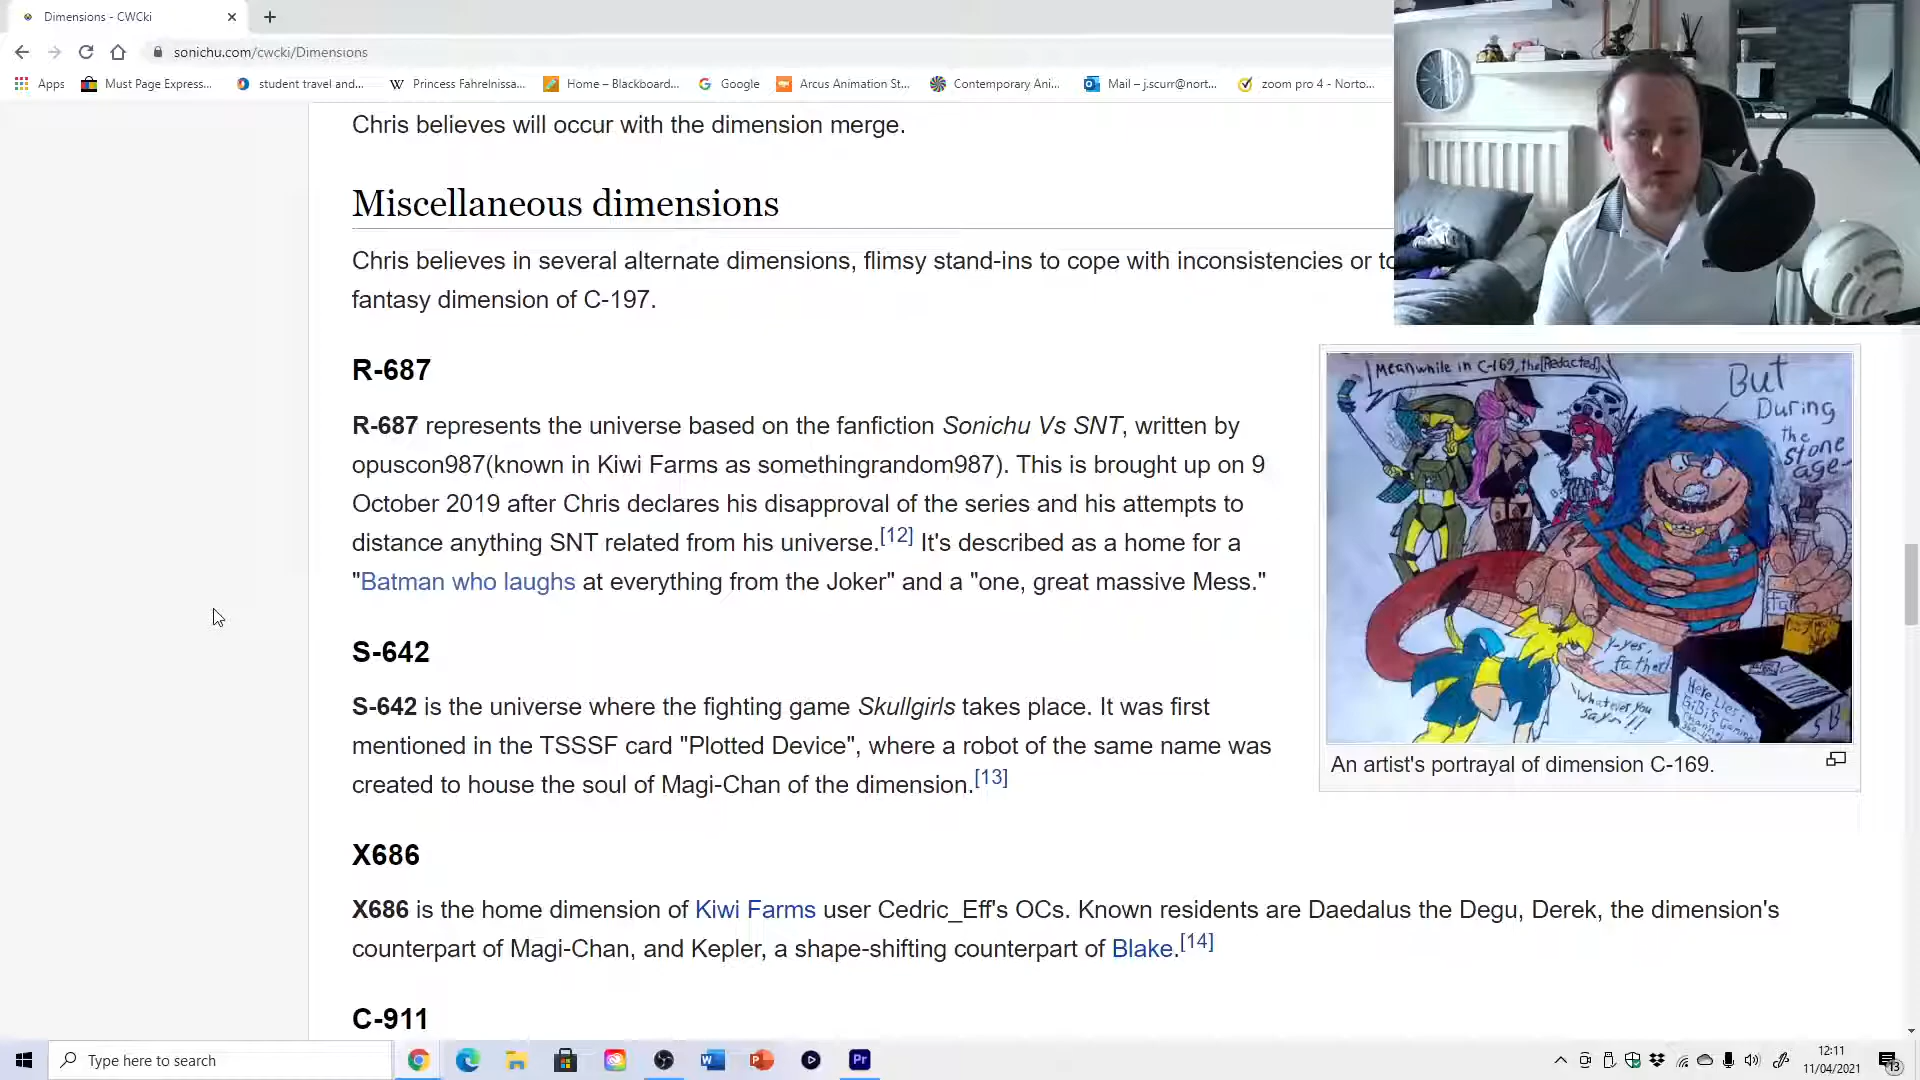 Dimensions - CWCki
sonichu.com/cwcki/Dimensions
Apps
Must Page Express...
student travel and...
Princess Fahrelnissa...
Home – Blackboard...
Google
Arcus Animation St...
Contemporary Ani...
Mail – j.scurr@nort...
zoom pro 4 - Norto...
Chris believes will occur with the dimension merge.
Miscellaneous dimensions
Chris believes in several alternate dimensions, flimsy stand-ins to cope with inconsistencies or to
fantasy dimension of C-197.
R-687
R-687 represents the universe based on the fanfiction Sonichu Vs SNT, written by
opuscon987(known in Kiwi Farms as somethingrandom987). This is brought up on 9
October 2019 after Chris declares his disapproval of the series and his attempts to
distance anything SNT related from his universe.[12] It's described as a home for a
"Batman who laughs at everything from the Joker" and a "one, great massive Mess."
Meanwhile in C-169, the [Redacted]
But
During
the
stone
age-
Y-yes,
father!
Whatever you
say!!
Here Lies:
An artist's portrayal of dimension C-169.
S-642
S-642 is the universe where the fighting game Skullgirls takes place. It was first
mentioned in the TSSSF card "Plotted Device", where a robot of the same name was
created to house the soul of Magi-Chan of the dimension.[13]
X686
X686 is the home dimension of Kiwi Farms user Cedric_Eff's OCs. Known residents are Daedalus the Degu, Derek, the dimension's
counterpart of Magi-Chan, and Kepler, a shape-shifting counterpart of Blake.[14]
C-911
Type here to search
12:11
11/04/2021
13